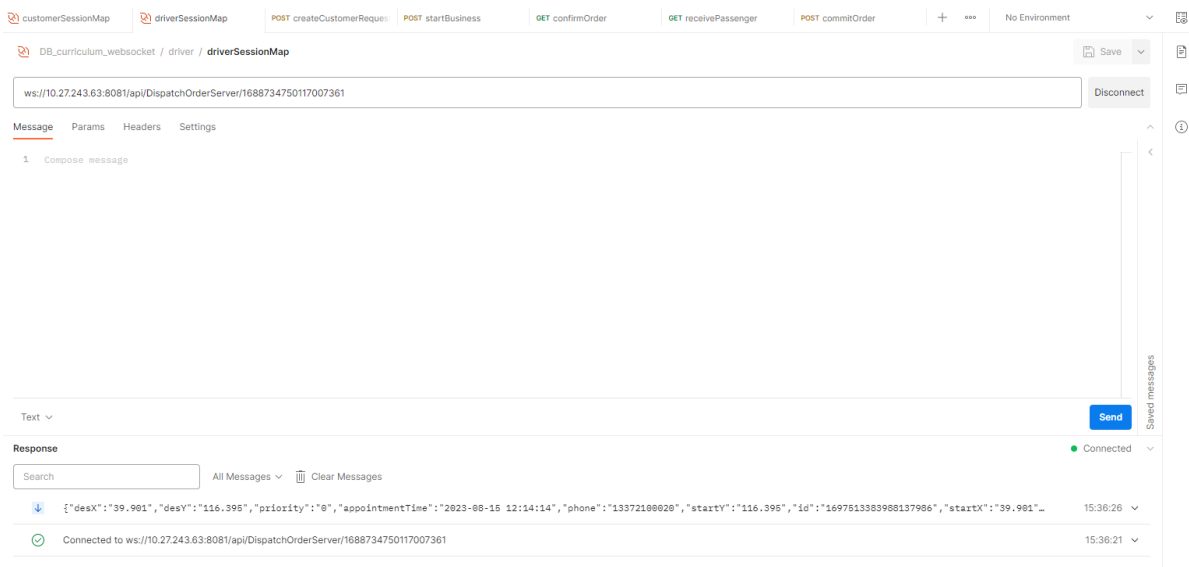 customerSessionMap driverSessionMap POST createCustomerReques POST startBusiness GET confirmOrder GET receivePassenger POST commitOrder No Environment
DB_curriculum_websocket / driver / driverSessionMap Save
ws://10.27.243.63:8081/api/DispatchOrderServer/1688734750117007361 Disconnect
Message Params Headers Settings
1 Compose message
Saved messages
Text Send
Response Connected
Search All Messages Clear Messages
{"desX":"39.901","desY":"116.395","priority":"0","appointmentTime":"2023-08-15 12:14:14","phone":"13372100020","startY":"116.395","id":"1697513383988137986","startX":"39.901"… 15:36:26
Connected to ws://10.27.243.63:8081/api/DispatchOrderServer/1688734750117007361 15:36:21